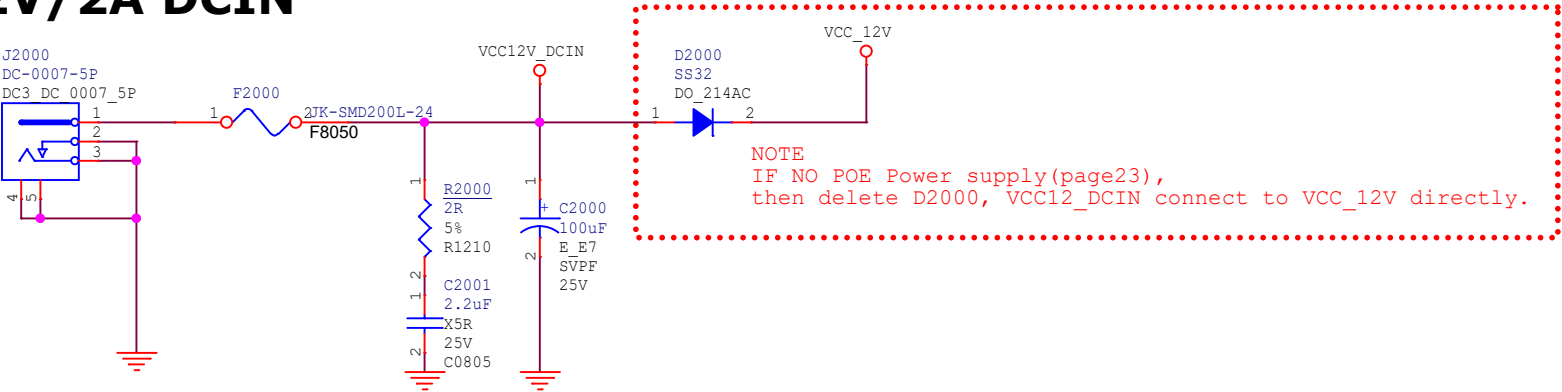 2V/2A DCIN
J2000
DC-0007-5P
DC3_DC_0007_5P
1
2
3
4
5
F2000
1
2
JK-SMD200L-24
F8050
VCC12V_DCIN
1
R2000
2R
5%
R1210
2
1
C2001
2.2uF
X5R
25V
C0805
2
1
+
C2000
100uF
E_E7
SVPF
25V
2
D2000
SS32
DO_214AC
1
2
VCC_12V
NOTE
IF NO POE Power supply(page23),
then delete D2000, VCC12_DCIN connect to VCC_12V directly.